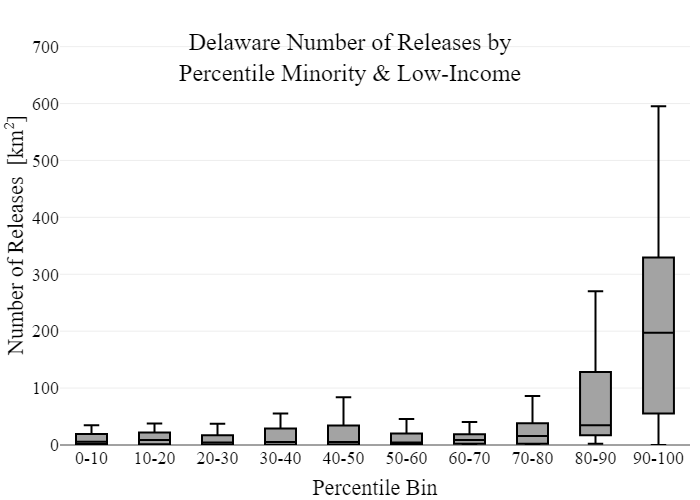 Delaware Number of Releases by
Percentile Minority & Low-Income
Number of Releases [km²]
700
600
500
400
300
200
100
0
0-10 10-20 20-30 30-40 40-50 50-60 60-70 70-80 80-90 90-100
Percentile Bin